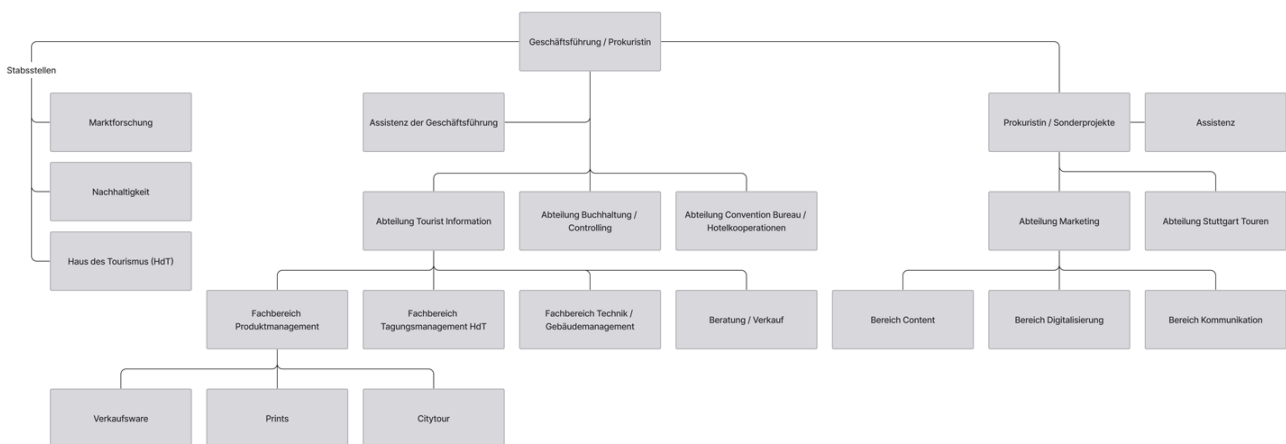 Geschäftsführung / Prokuristin
Stabsstellen
Marktforschung
Assistenz der Geschäftsführung
Prokuristin / Sonderprojekte
Assistenz
Nachhaltigkeit
Abteilung Tourist Information
Abteilung Buchhaltung /
Controlling
Abteilung Convention Bureau /
Hotelkooperationen
Abteilung Marketing
Abteilung Stuttgart Touren
Haus des Tourismus (HdT)
Fachbereich
Produktmanagement
Fachbereich
Tagungsmanagement HdT
Fachbereich Technik /
Gebäudemanagement
Beratung / Verkauf
Bereich Content
Bereich Digitalisierung
Bereich Kommunikation
Verkaufsware
Prints
Citytour